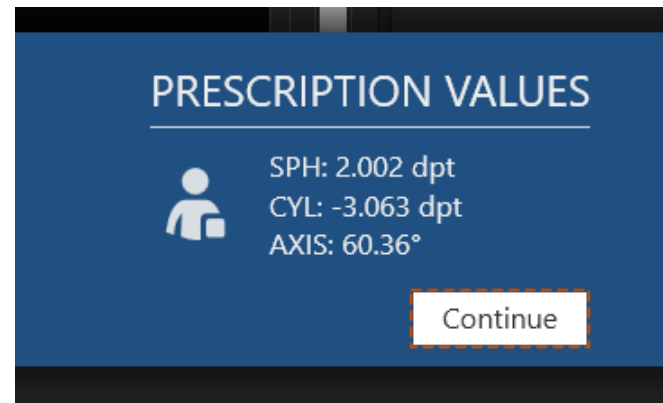 PRESCRIPTION VALUES
SPH: 2.002 dpt
CYL: -3.063 dpt
AXIS: 60.36°
Continue